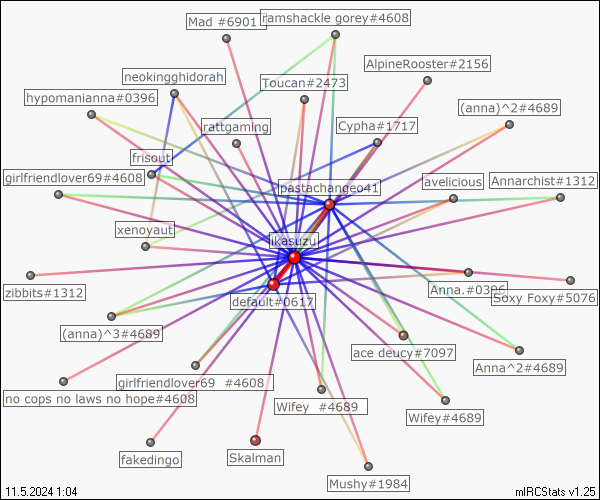 Mad #6901
ramshackle gorey#4608
AlpineRooster#2156
neokingghidorah
Toucan#2473
hypomanianna#0396
(anna)^2#4689
rattgaming
Cypha#1717
frisout
girlfriendlover69#4608
pastachangeo41
avelicious
Annarchist#1312
xenoyaut
ikasuzu
zibbits#1312
default#0617
Anna.#0396
Soxy Foxy#5076
(anna)^3#4689
ace deucy#7097
Anna^2#4689
girlfriendlover69 #4608
no cops no laws no hope#4608
Wifey #4689
Wifey#4689
fakedingo
Skalman
Mushy#1984
11.5.2024 1:04
mIRCStats v1.25